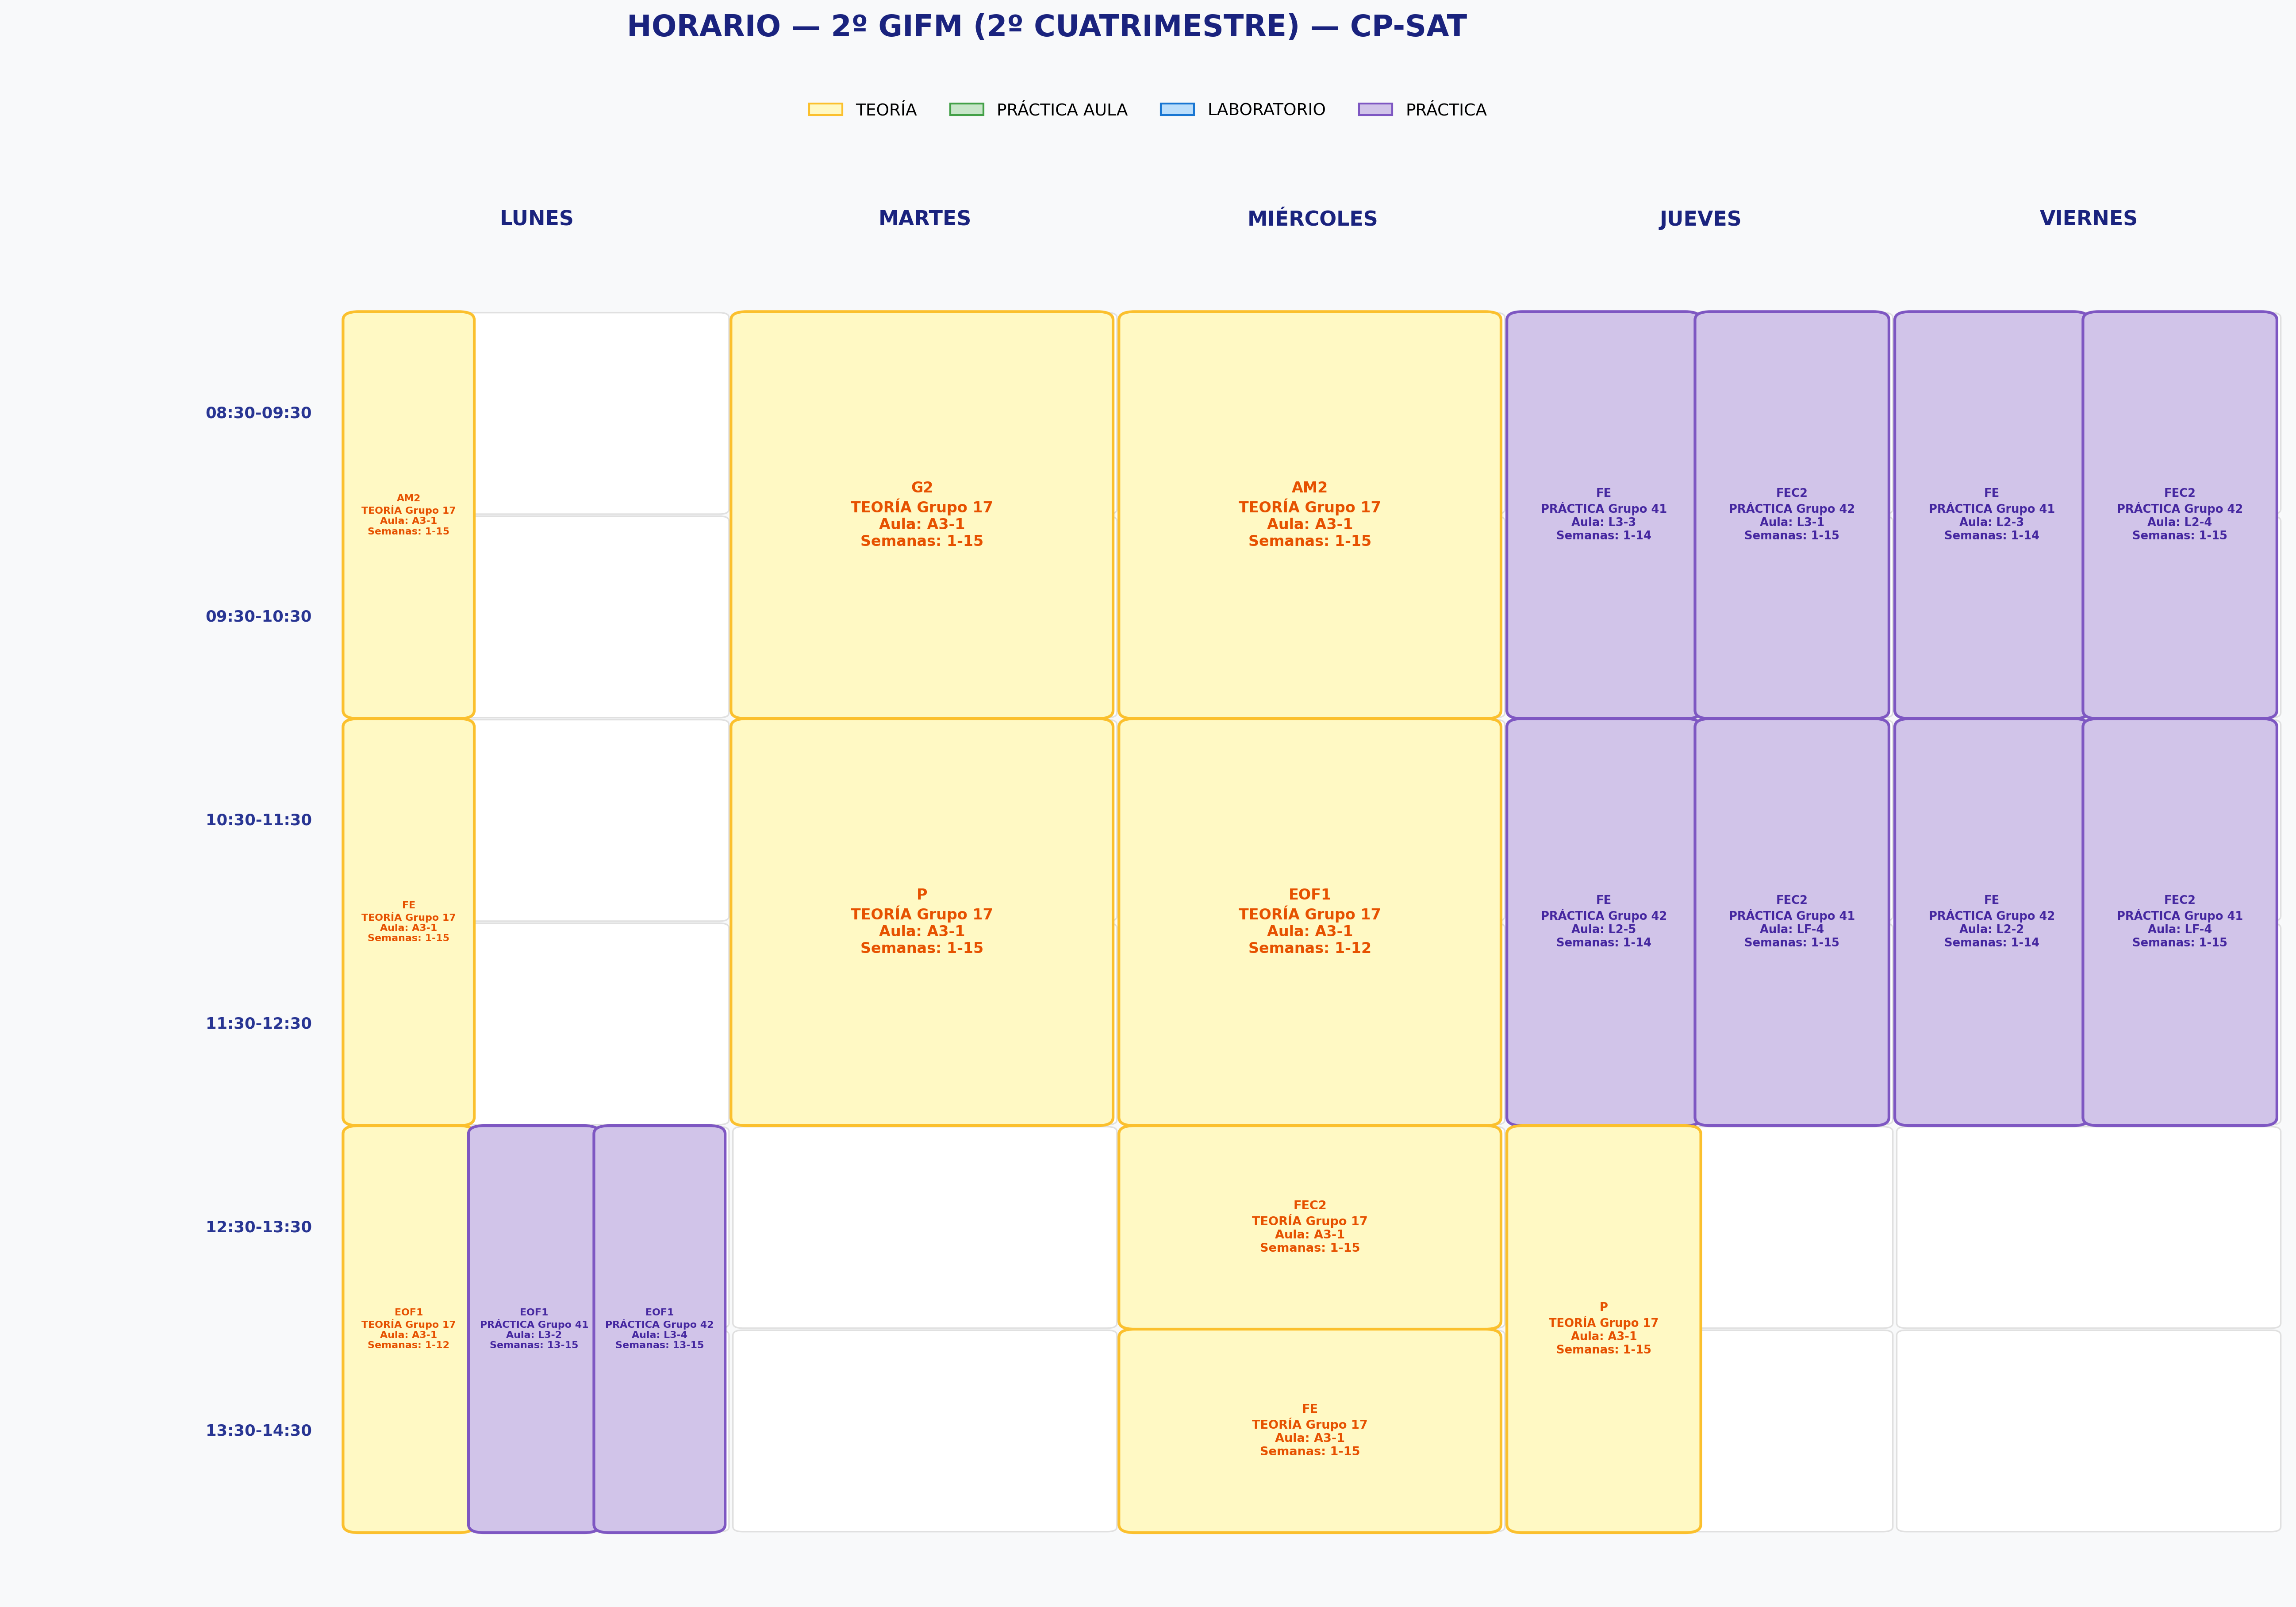 HORARIO — 2º GIFM (2º CUATRIMESTRE) — CP-SAT
TEORÍA
PRÁCTICA AULA
LABORATORIO
PRÁCTICA
LUNES
MARTES
MIÉRCOLES
JUEVES
VIERNES
08:30-09:30
09:30-10:30
AM2
TEORÍA Grupo 17
Aula: A3-1
Semanas: 1-15
G2
TEORÍA Grupo 17
Aula: A3-1
Semanas: 1-15
AM2
TEORÍA Grupo 17
Aula: A3-1
Semanas: 1-15
FE
PRÁCTICA Grupo 41
Aula: L3-3
Semanas: 1-14
FEC2
PRÁCTICA Grupo 42
Aula: L3-1
Semanas: 1-15
FE
PRÁCTICA Grupo 41
Aula: L2-3
Semanas: 1-14
FEC2
PRÁCTICA Grupo 42
Aula: L2-4
Semanas: 1-15
10:30-11:30
11:30-12:30
FE
TEORÍA Grupo 17
Aula: A3-1
Semanas: 1-15
P
TEORÍA Grupo 17
Aula: A3-1
Semanas: 1-15
EOF1
TEORÍA Grupo 17
Aula: A3-1
Semanas: 1-12
FE
PRÁCTICA Grupo 42
Aula: L2-5
Semanas: 1-14
FEC2
PRÁCTICA Grupo 41
Aula: LF-4
Semanas: 1-15
FE
PRÁCTICA Grupo 42
Aula: L2-2
Semanas: 1-14
FEC2
PRÁCTICA Grupo 41
Aula: LF-4
Semanas: 1-15
12:30-13:30
13:30-14:30
EOF1
TEORÍA Grupo 17
Aula: A3-1
Semanas: 1-12
EOF1
PRÁCTICA Grupo 41
Aula: L3-2
Semanas: 13-15
EOF1
PRÁCTICA Grupo 42
Aula: L3-4
Semanas: 13-15
FEC2
TEORÍA Grupo 17
Aula: A3-1
Semanas: 1-15
FE
TEORÍA Grupo 17
Aula: A3-1
Semanas: 1-15
P
TEORÍA Grupo 17
Aula: A3-1
Semanas: 1-15